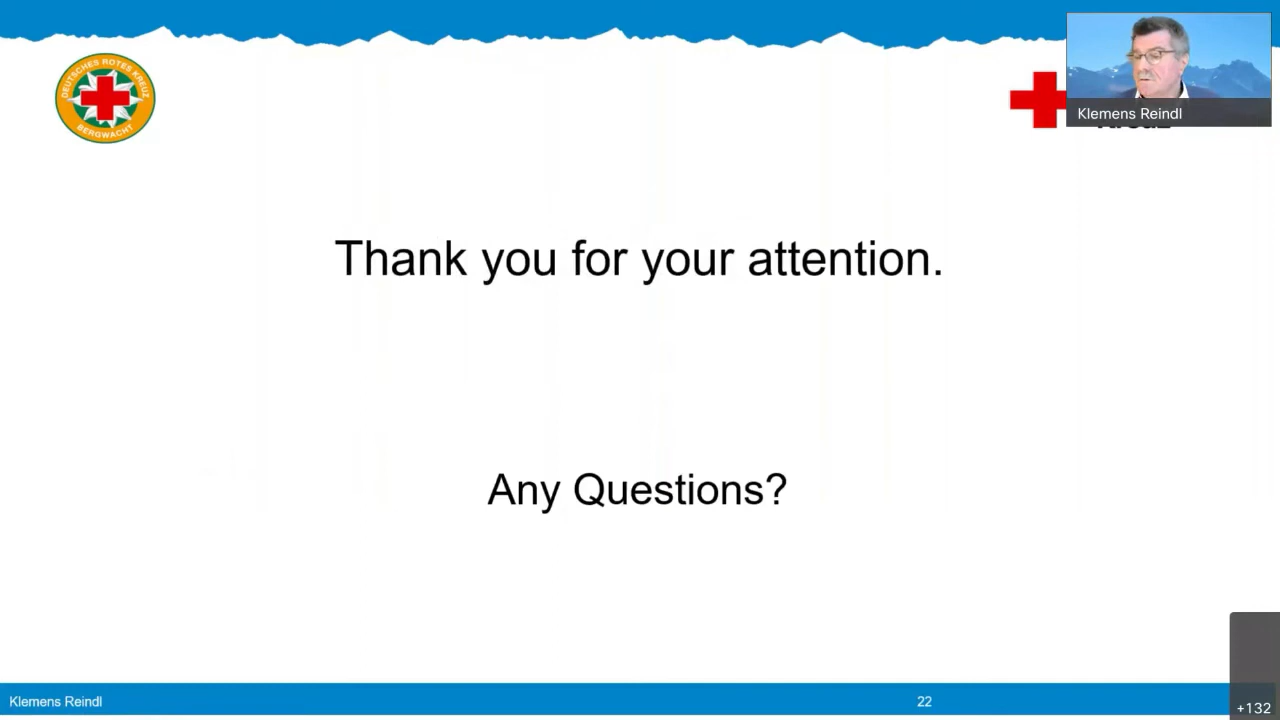 DEUTSCHES ROTES KREUZ
BERGWACHT
Klemens Reindl
Thank you for your attention.
Any Questions?
Klemens Reindl
22
+132